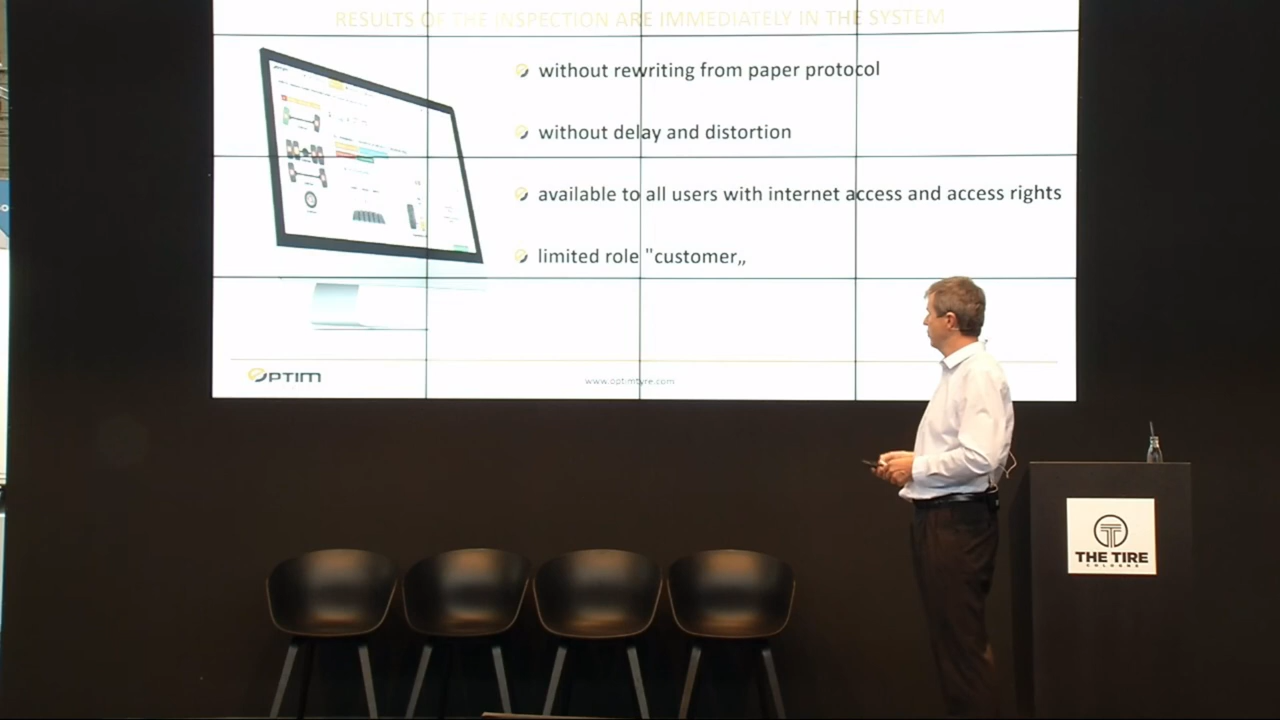 RESULTS OF THE INSPECTION ARE IMMEDIATELY IN THE SYSTEM
without rewriting from paper protocol
without delay and distortion
available to all users with internet access and access rights
limited role "customer„
OPTIM
www.optimtyre.com
THE TIRE
COLOGNE